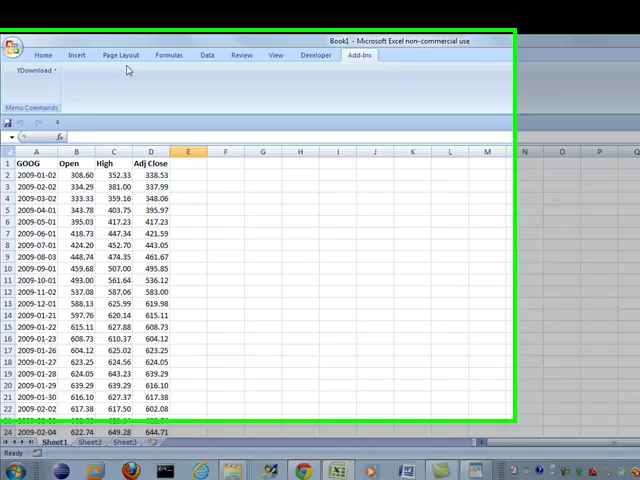 Book1 - Microsoft Excel non-commercial use
Home Insert Page Layout Formulas Data Review View Developer Add-Ins
YDownload
Menu Commands
fx
A B C D E F G H I J K L M N O P Q
1 GOOG Open High Adj Close
2 2009-01-02 308.60 352.33 338.53
3 2009-02-02 334.29 381.00 337.99
4 2009-03-02 333.33 359.16 348.06
5 2009-04-01 343.78 403.75 395.97
6 2009-05-01 395.03 417.23 417.23
7 2009-06-01 418.73 447.34 421.59
8 2009-07-01 424.20 452.70 443.05
9 2009-08-03 448.74 474.35 461.67
10 2009-09-01 459.68 507.00 495.85
11 2009-10-01 493.00 561.64 536.12
12 2009-11-02 537.08 587.06 583.00
13 2009-12-01 588.13 625.99 619.98
14 2009-01-21 597.76 620.14 615.11
15 2009-01-22 615.11 627.88 608.73
16 2009-01-23 608.73 610.37 604.43
17 2009-01-26 604.12 625.02 623.25
18 2009-01-27 623.25 627.56 624.05
19 2009-01-28 624.05 643.23 639.29
20 2009-01-29 639.29 639.29 616.10
21 2009-01-30 616.10 627.37 617.38
22 2009-02-02 617.38 617.50 602.08
24 2009-02-04 622.74 649.28 644.71
Sheet1 Sheet2 Sheet3
Ready